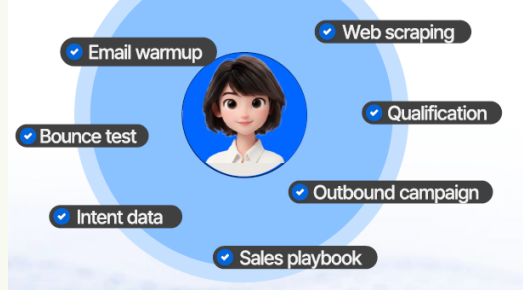 Web scraping
Email warmup
Qualification
Bounce test
Outbound campaign
Intent data
Sales playbook